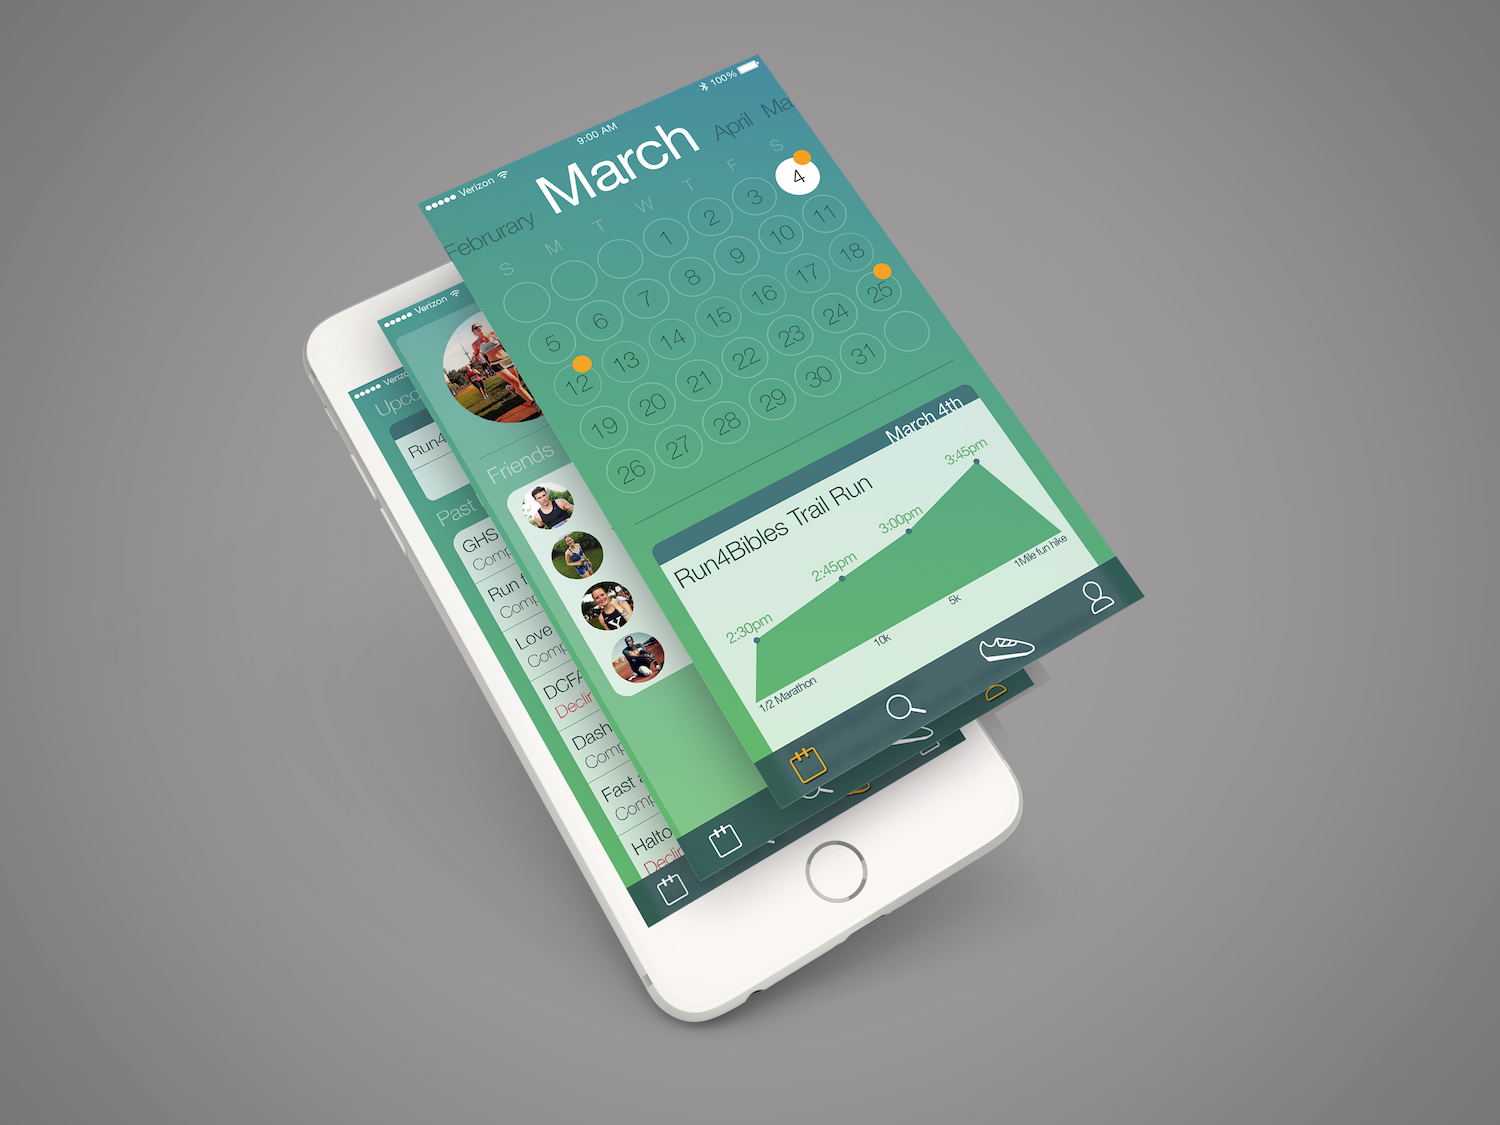 Verizon
9:00 AM
100%
Februrary
March
April
Ma
S M T W T F S
1 2 3 4
5 6 7 8 9 10 11
12 13 14 15 16 17 18
19 20 21 22 23 24 25
26 27 28 29 30 31
March 4th
Run4Bibles Trail Run
2:30pm
2:45pm
3:00pm
3:45pm
1/2 Marathon
10k
5k
1Mile fun hike
Verizon
Friends
Y
Verizo
Upco
Run4
Past
GHS
Comp
Run f
Comp
Love
Comp
DCFA
Declin
Dash
Comp
Fast a
Comp
Halto
Declin